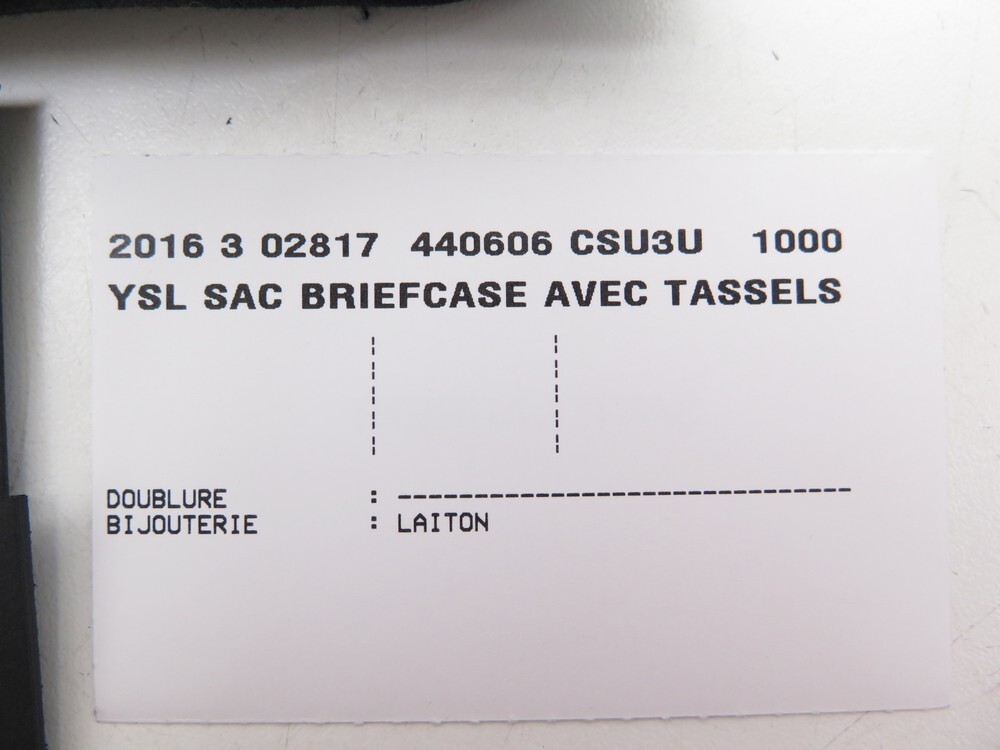 2016 3 02817 440606 CSU3U 1000
YSL SAC BRIEFCASE AVEC TASSELS
DOUBLURE : ------------------------------
BIJOUTERIE : LAITON